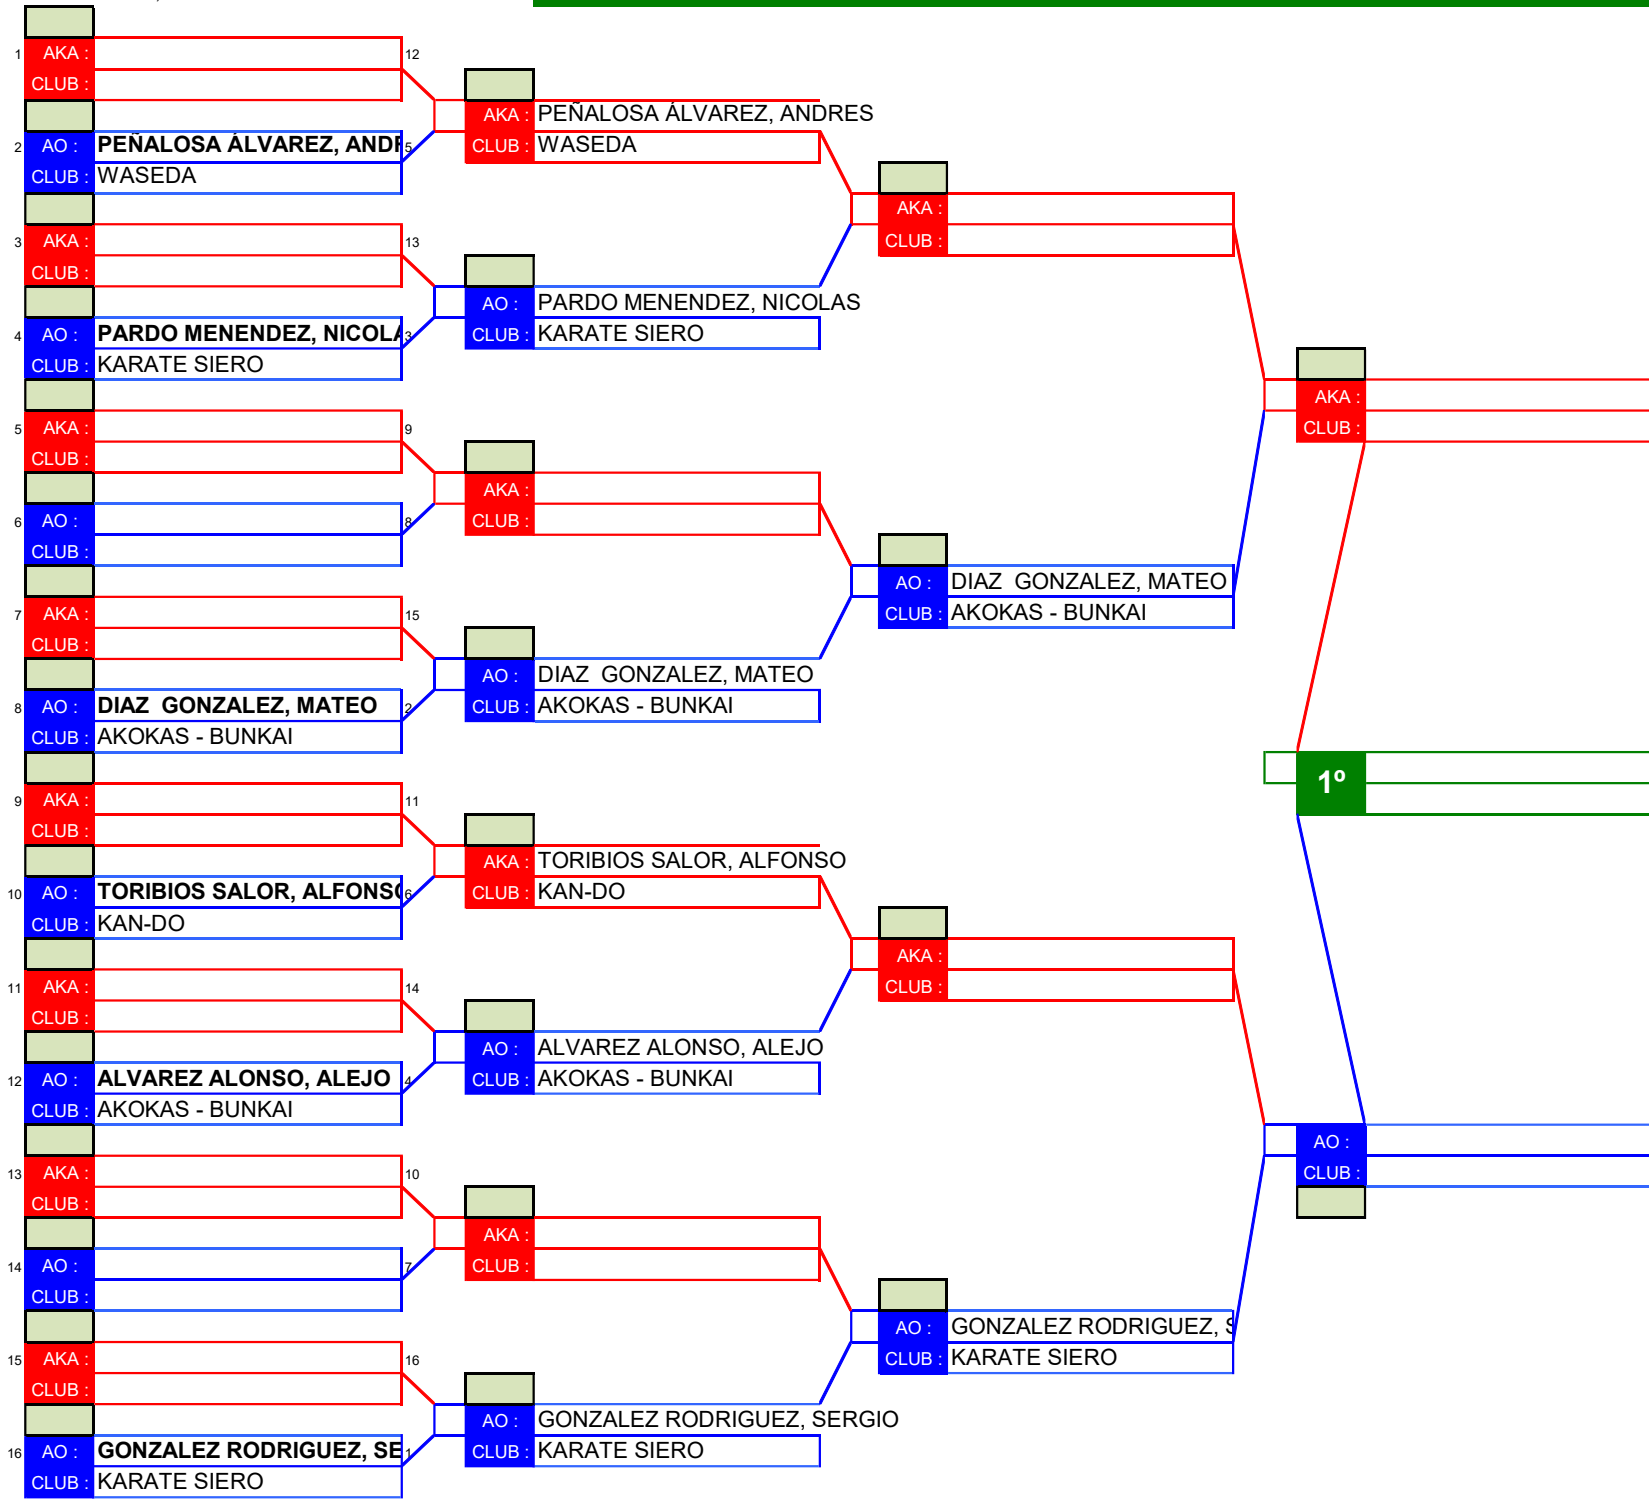 1 AKA : 12
CLUB :
2 AO : PEÑALOSA ÁLVAREZ, ANDR 5
CLUB : WASEDA
3 AKA : 13
CLUB :
4 AO : PARDO MENENDEZ, NICOLA 3
CLUB : KARATE SIERO
5 AKA : 9
CLUB :
6 AO : 8
CLUB :
7 AKA : 15
CLUB :
8 AO : DIAZ  GONZALEZ, MATEO 2
CLUB : AKOKAS - BUNKAI
9 AKA : 11
CLUB :
10 AO : TORIBIOS SALOR, ALFONSO 6
CLUB : KAN-DO
11 AKA : 14
CLUB :
12 AO : ALVAREZ ALONSO, ALEJO 4
CLUB : AKOKAS - BUNKAI
13 AKA : 10
CLUB :
14 AO : 7
CLUB :
15 AKA : 16
CLUB :
16 AO : GONZALEZ RODRIGUEZ, SE 1
CLUB : KARATE SIERO
AKA : PEÑALOSA ÁLVAREZ, ANDRES
CLUB : WASEDA
AO : PARDO MENENDEZ, NICOLAS
CLUB : KARATE SIERO
AKA :
CLUB :
AO : DIAZ  GONZALEZ, MATEO
CLUB : AKOKAS - BUNKAI
AKA : TORIBIOS SALOR, ALFONSO
CLUB : KAN-DO
AO : ALVAREZ ALONSO, ALEJO
CLUB : AKOKAS - BUNKAI
AKA :
CLUB :
AO : GONZALEZ RODRIGUEZ, SERGIO
CLUB : KARATE SIERO
AKA :
CLUB :
AO : DIAZ  GONZALEZ, MATEO
CLUB : AKOKAS - BUNKAI
AKA :
CLUB :
AO : GONZALEZ RODRIGUEZ, S
CLUB : KARATE SIERO
AKA :
CLUB :
1º
AO :
CLUB :